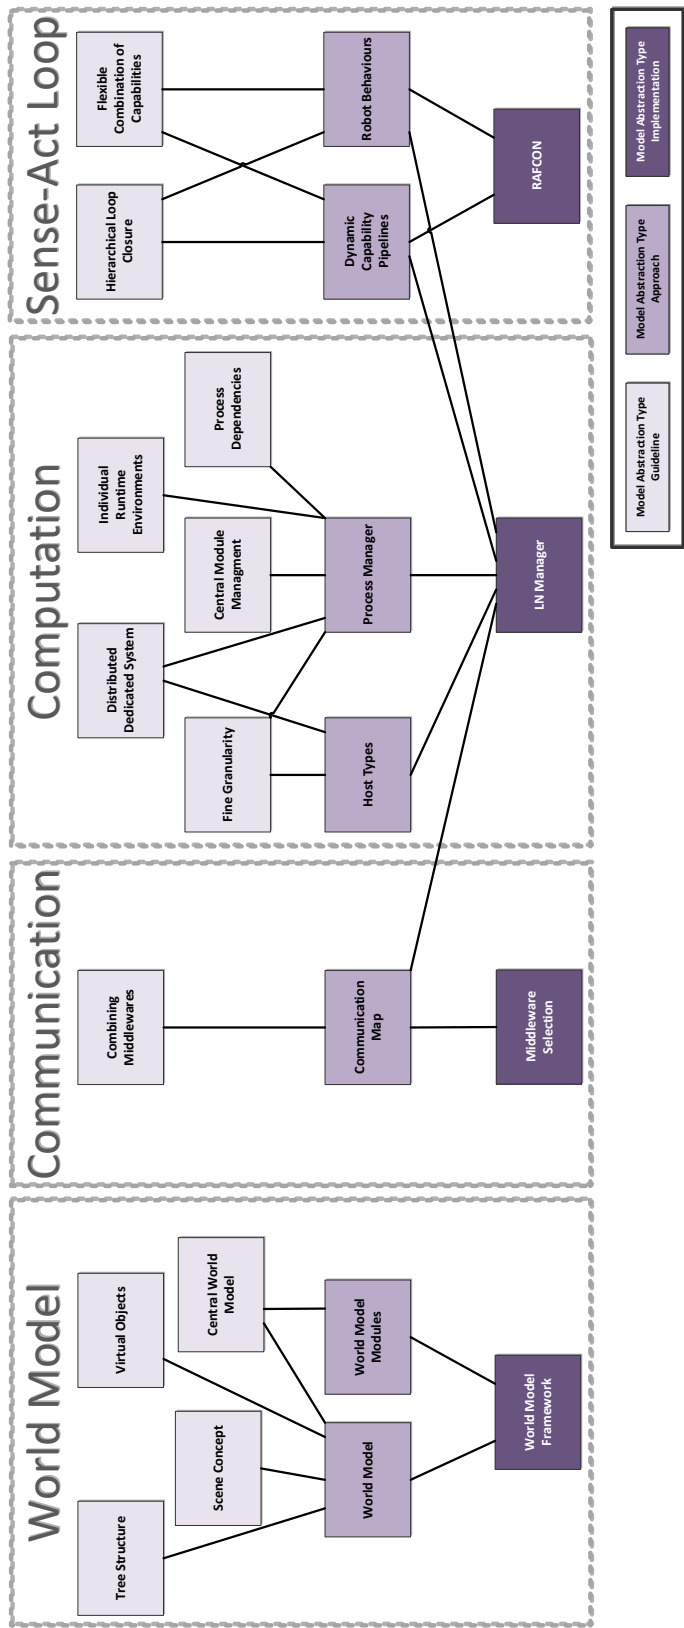 World Model
Tree Structure
Virtual Objects
Scene Concept
Central World
Model
World Model
World Model
Modules
World Model
Framework
Communication
Combining
Middlewares
Communication
Map
Middleware
Selection
Computation
Distributed
Dedicated System
Individual
Runtime
Environments
Fine Granularity
Central Module
Managment
Process
Dependencies
Host Types
Process Manager
LN Manager
Sense-Act Loop
Hierarchical Loop
Closure
Flexible
Combination of
Capabilities
Dynamic
Capability
Pipelines
Robot Behaviours
RAFCON
Model Abstraction Type
Guideline
Model Abstraction Type
Approach
Model Abstraction Type
Implementation